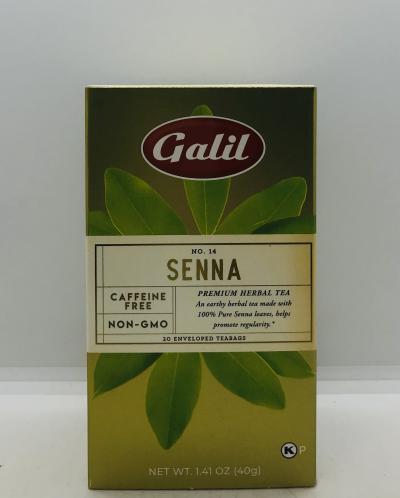 Galil
NO. 14
SENNA
CAFFEINE
FREE
NON-GMO
PREMIUM HERBAL TEA
An earthy herbal tea made with
100% Pure Senna leaves, helps
promote regularity.*
20 ENVELOPED TEABAGS
K P
NET WT. 1.41 OZ (40g)